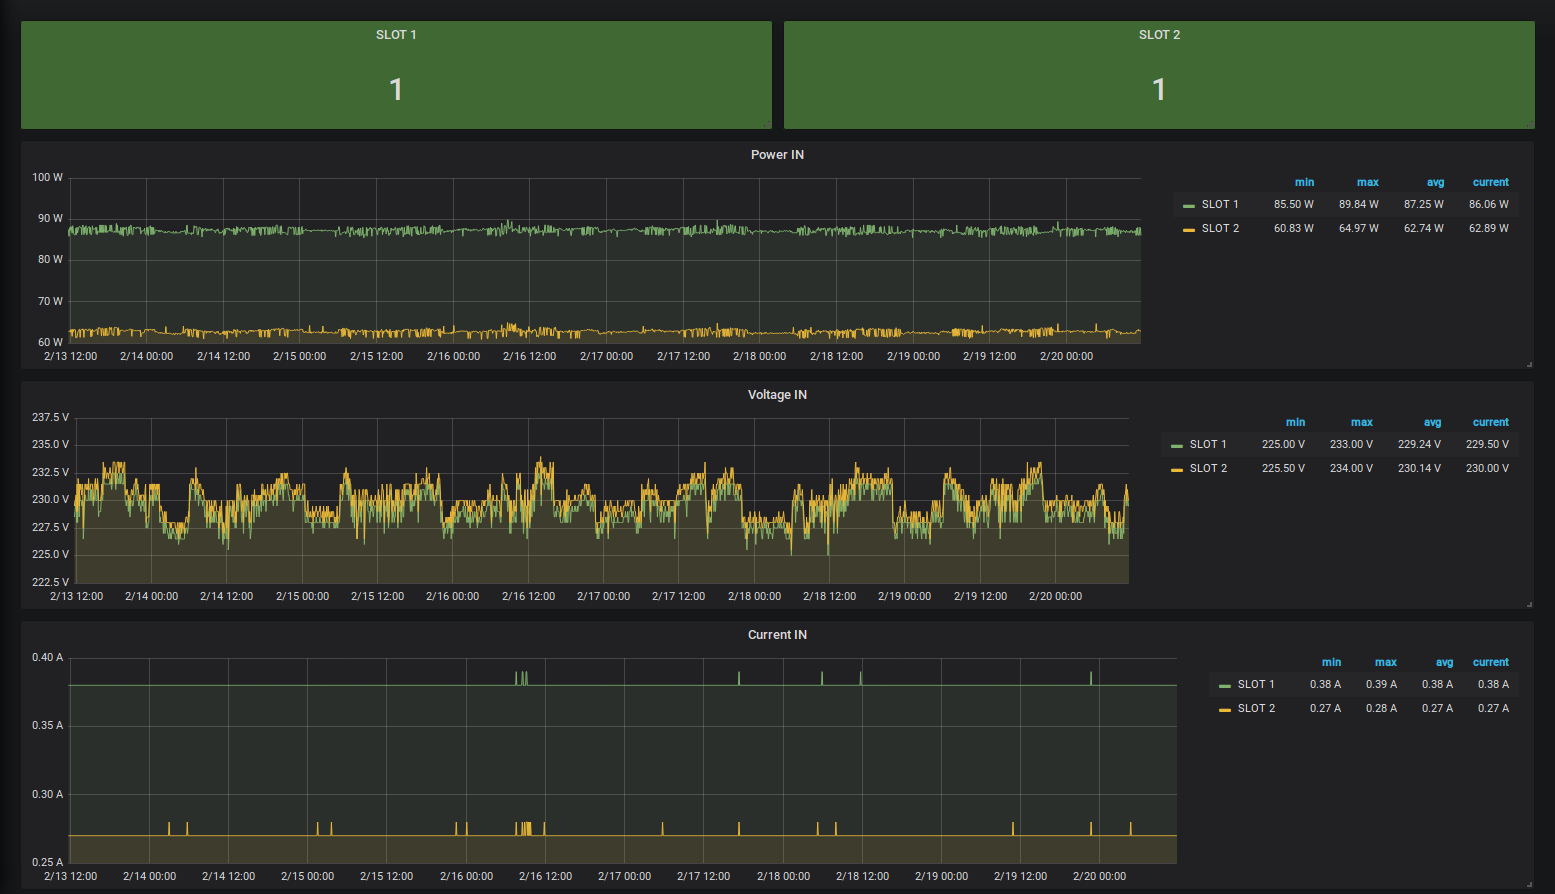 SLOT 1
1
SLOT 2
1
Power IN
100 W
90 W
80 W
70 W
60 W
2/13 12:00 2/14 00:00 2/14 12:00 2/15 00:00 2/15 12:00 2/16 00:00 2/16 12:00 2/17 00:00 2/17 12:00 2/18 00:00 2/18 12:00 2/19 00:00 2/19 12:00 2/20 00:00
min max avg current
SLOT 1 85.50 W 89.84 W 87.25 W 86.06 W
SLOT 2 60.83 W 64.97 W 62.74 W 62.89 W
Voltage IN
237.5 V
235.0 V
232.5 V
230.0 V
227.5 V
225.0 V
222.5 V
2/13 12:00 2/14 00:00 2/14 12:00 2/15 00:00 2/15 12:00 2/16 00:00 2/16 12:00 2/17 00:00 2/17 12:00 2/18 00:00 2/18 12:00 2/19 00:00 2/19 12:00 2/20 00:00
min max avg current
SLOT 1 225.00 V 233.00 V 229.24 V 229.50 V
SLOT 2 225.50 V 234.00 V 230.14 V 230.00 V
Current IN
0.40 A
0.35 A
0.30 A
0.25 A
2/13 12:00 2/14 00:00 2/14 12:00 2/15 00:00 2/15 12:00 2/16 00:00 2/16 12:00 2/17 00:00 2/17 12:00 2/18 00:00 2/18 12:00 2/19 00:00 2/19 12:00 2/20 00:00
min max avg current
SLOT 1 0.38 A 0.39 A 0.38 A 0.38 A
SLOT 2 0.27 A 0.28 A 0.27 A 0.27 A